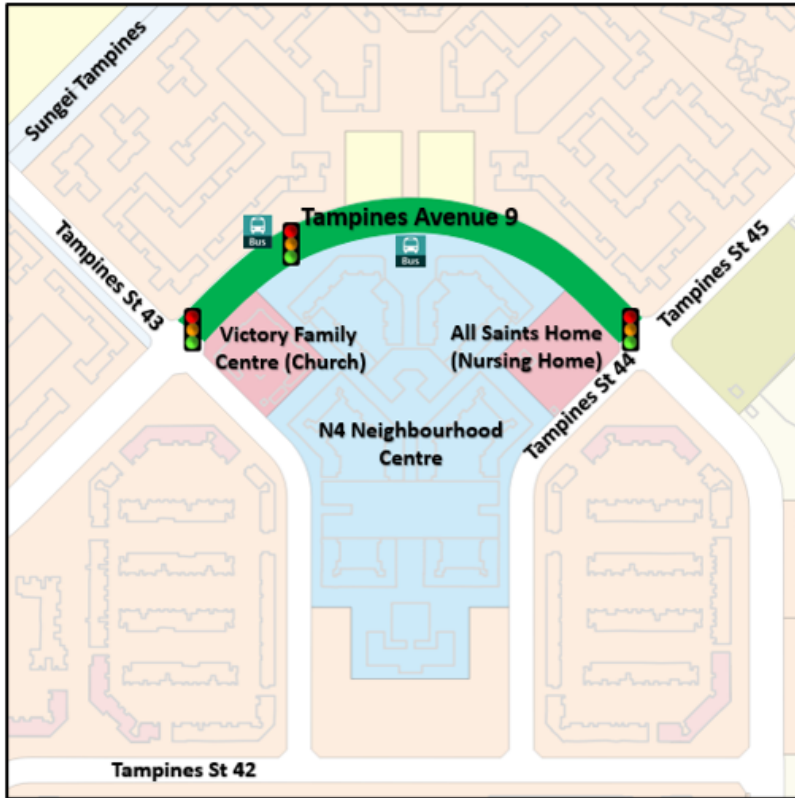 Sungei Tampines
Tampines Avenue 9
Bus
Bus
Tampines St 43
Tampines St 45
Victory Family
Centre (Church)
All Saints Home
(Nursing Home)
Tampines St 44
N4 Neighbourhood
Centre
Tampines St 42